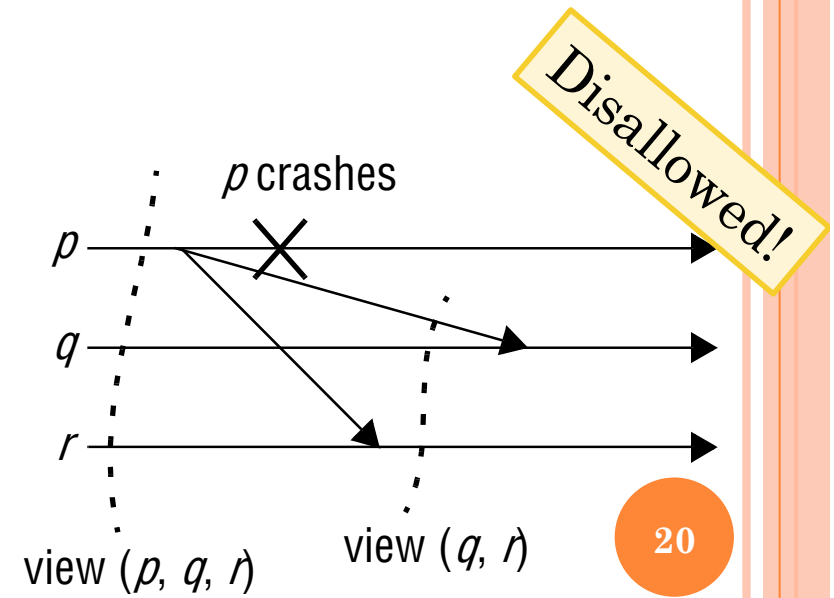 Disallowed!
p crashes
p
q
r
view (p, q, r)
view (q, r)
20